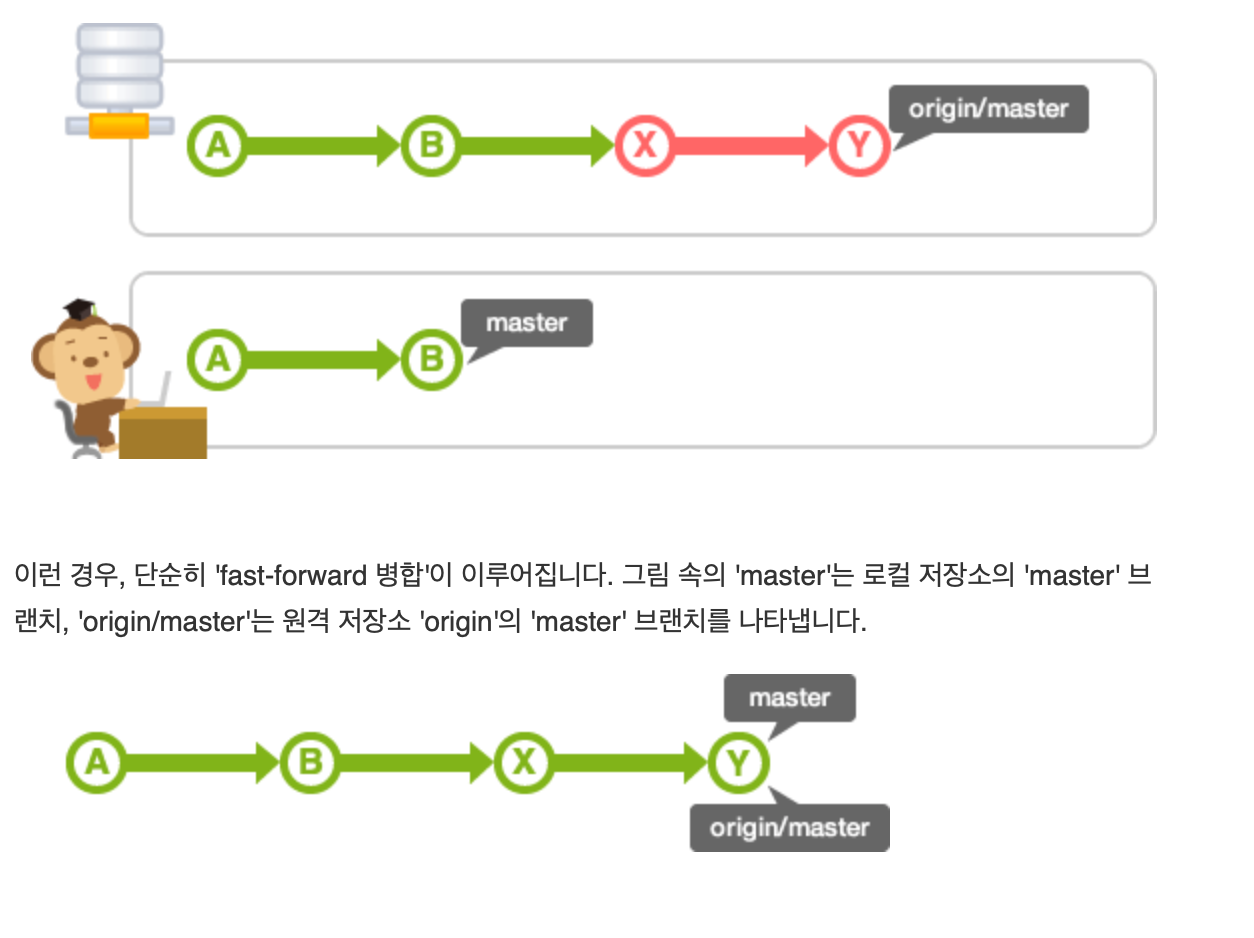 origin/master
A B X Y
master
A B
이런 경우, 단순히 'fast-forward 병합'이 이루어집니다. 그림 속의 'master'는 로컬 저장소의 'master' 브
랜치, 'origin/master'는 원격 저장소 'origin'의 'master' 브랜치를 나타냅니다.
master
A B X Y
origin/master